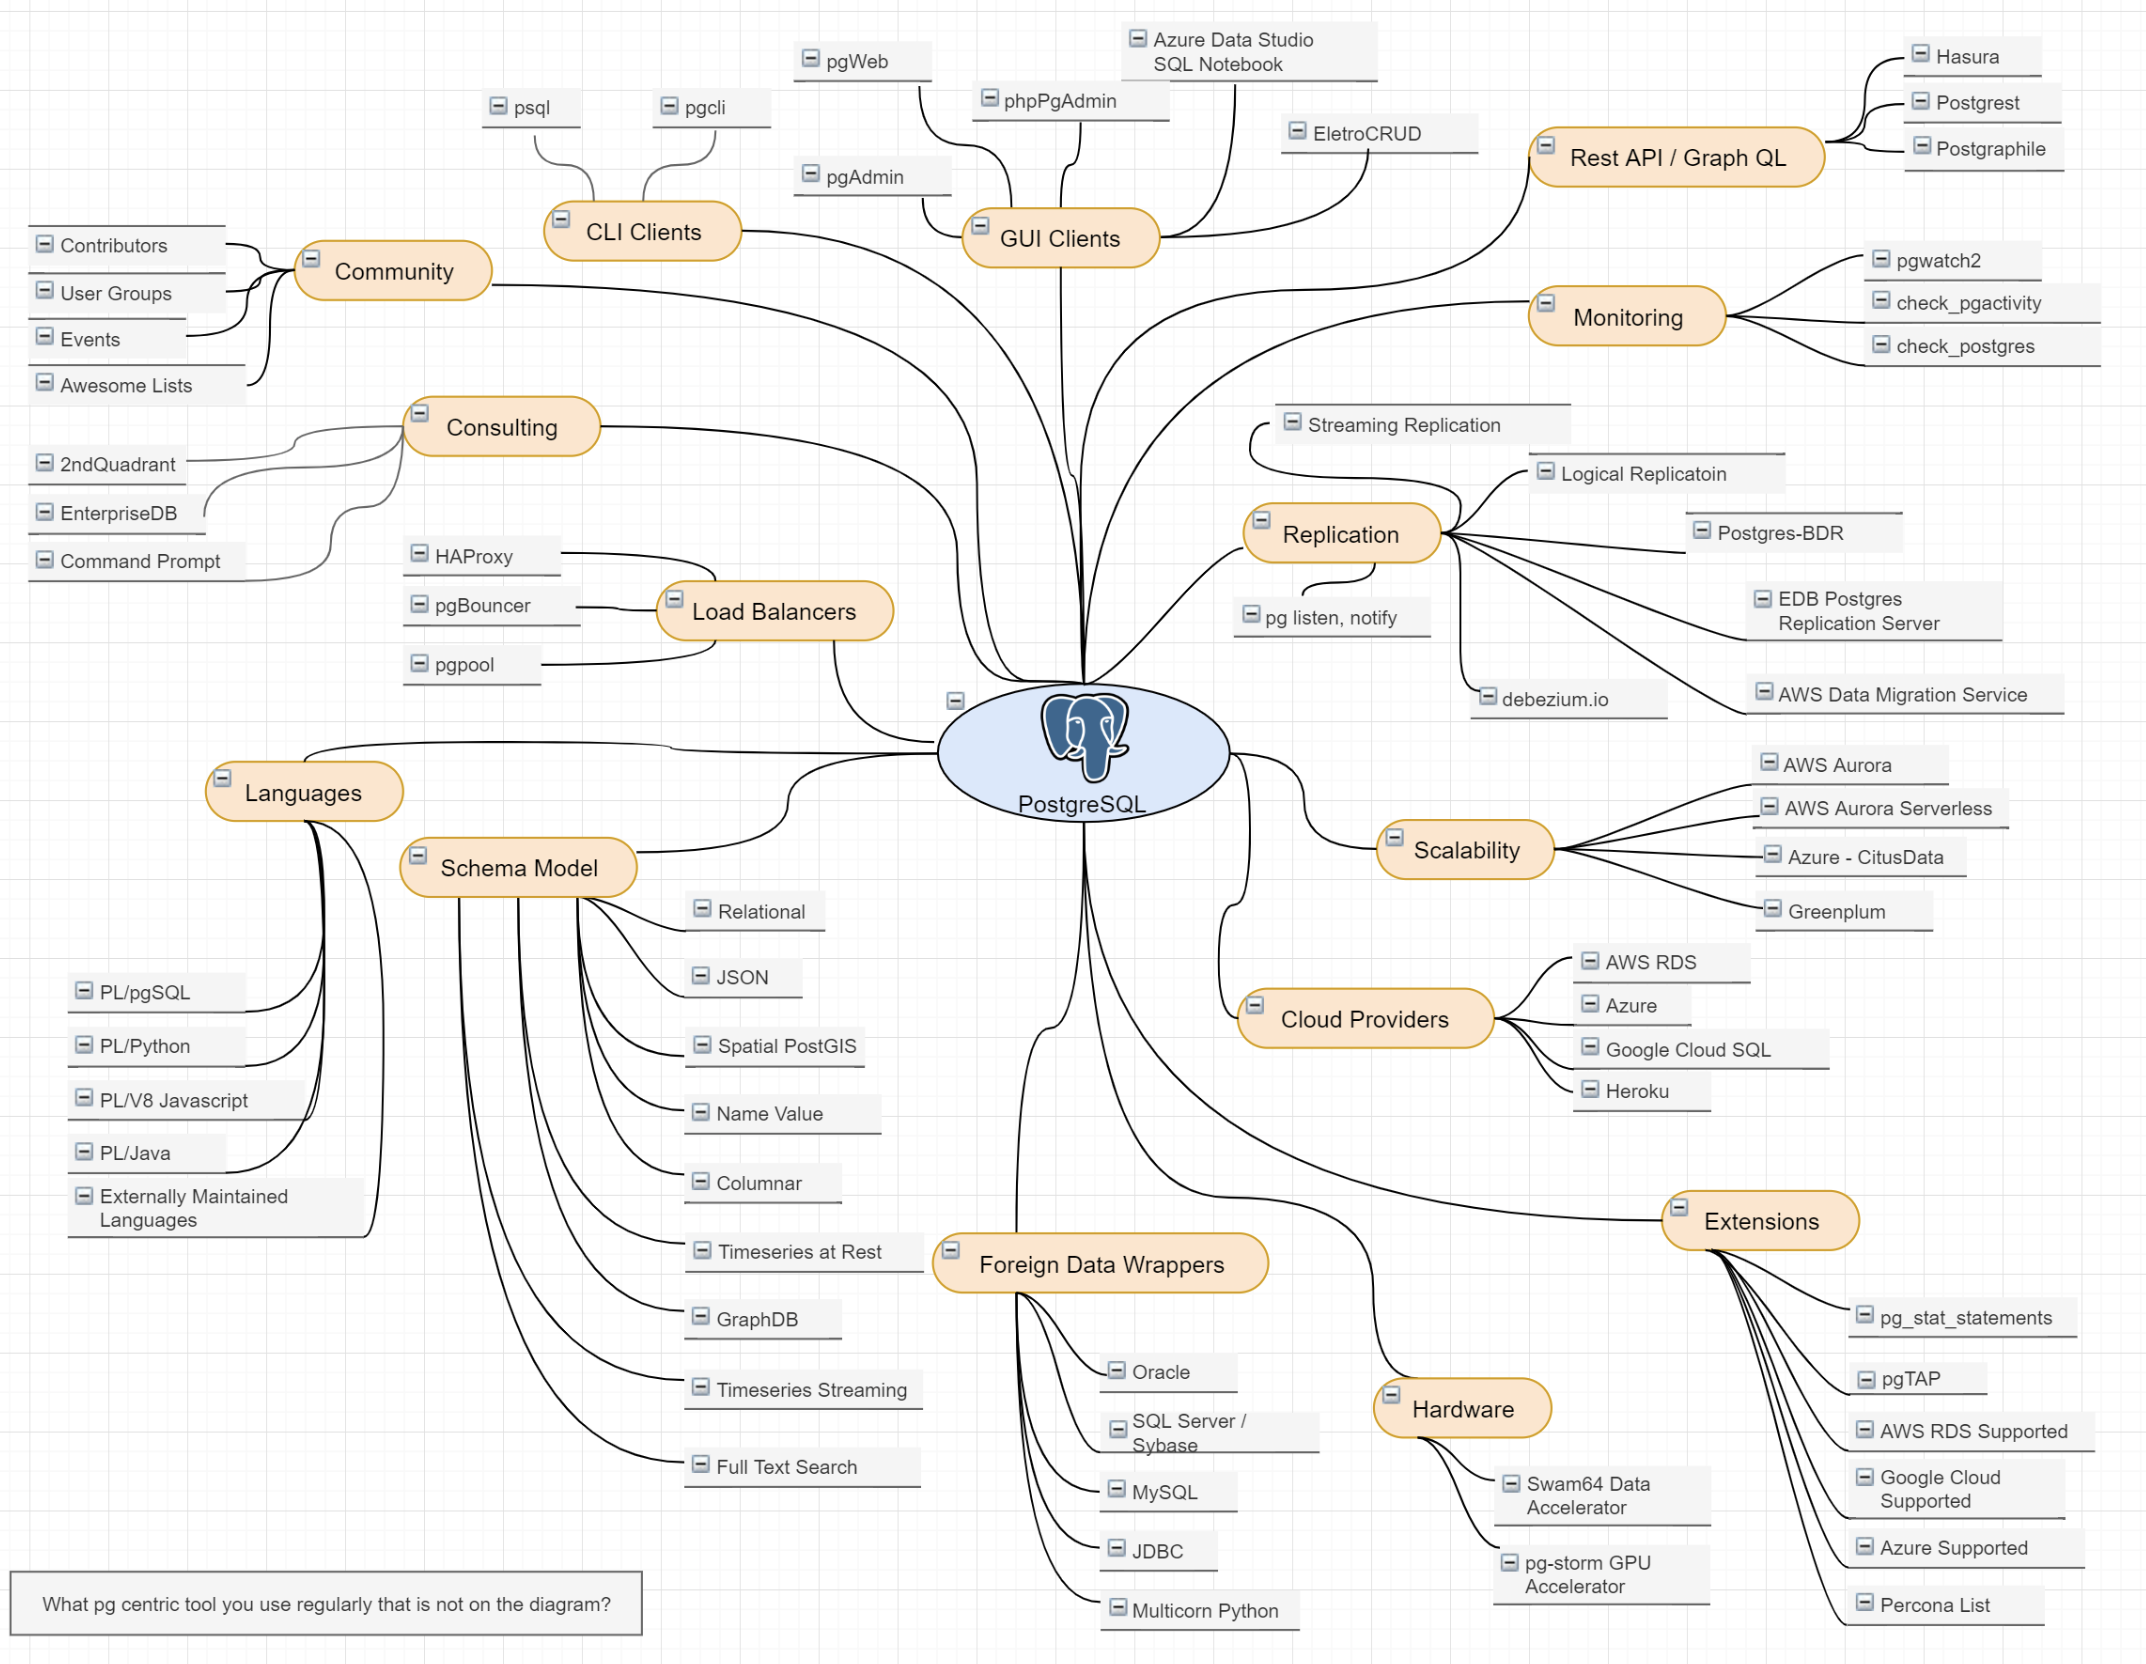 Azure Data Studio
SQL Notebook
pgWeb
phpPgAdmin
EletroCRUD
pgAdmin
GUI Clients
psql
pgcli
CLI Clients
Hasura
Postgrest
Postgraphile
Rest API / Graph QL
pgwatch2
check_pgactivity
check_postgres
Monitoring
Contributors
User Groups
Events
Awesome Lists
Community
Consulting
2ndQuadrant
EnterpriseDB
Command Prompt
Streaming Replication
Logical Replicatoin
Postgres-BDR
Replication
pg listen, notify
EDB Postgres
Replication Server
AWS Data Migration Service
debezium.io
HAProxy
pgBouncer
pgpool
Load Balancers
PostgreSQL
AWS Aurora
AWS Aurora Serverless
Azure - CitusData
Greenplum
Scalability
Languages
PL/pgSQL
PL/Python
PL/V8 Javascript
PL/Java
Externally Maintained
Languages
Schema Model
Relational
JSON
Spatial PostGIS
Name Value
Columnar
Timeseries at Rest
GraphDB
Timeseries Streaming
Full Text Search
Cloud Providers
AWS RDS
Azure
Google Cloud SQL
Heroku
Foreign Data Wrappers
Oracle
SQL Server /
Sybase
MySQL
JDBC
Multicorn Python
Hardware
Swam64 Data
Accelerator
pg-storm GPU
Accelerator
Extensions
pg_stat_statements
pgTAP
AWS RDS Supported
Google Cloud
Supported
Azure Supported
Percona List
What pg centric tool you use regularly that is not on the diagram?